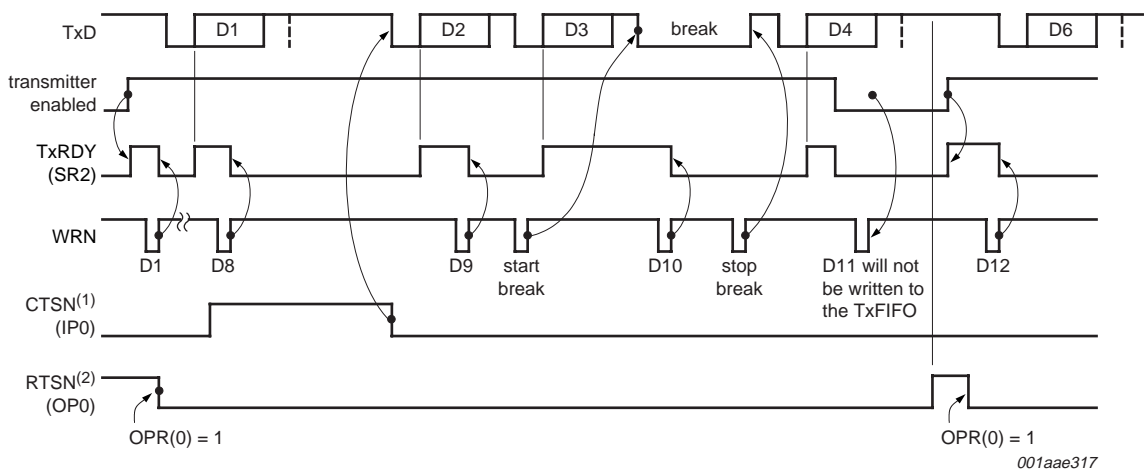 TxD
D1
D2
D3
break
D4
D6
transmitter
enabled
TxRDY
(SR2)
WRN
D1
D8
D9
start
break
D10
stop
break
D11 will not
be written to
the TxFIFO
D12
CTSN(1)
(IP0)
RTSN(2)
(OP0)
OPR(0) = 1
OPR(0) = 1
001aae317